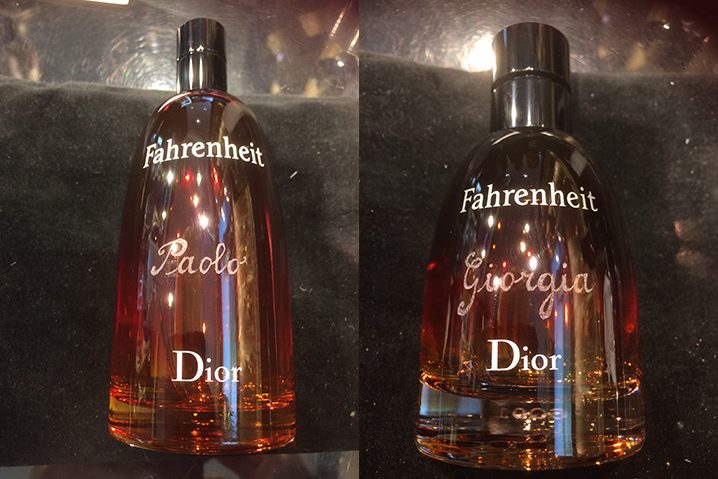 Fahrenheit
Paolo
Dior
Fahrenheit
Giorgia
Dior